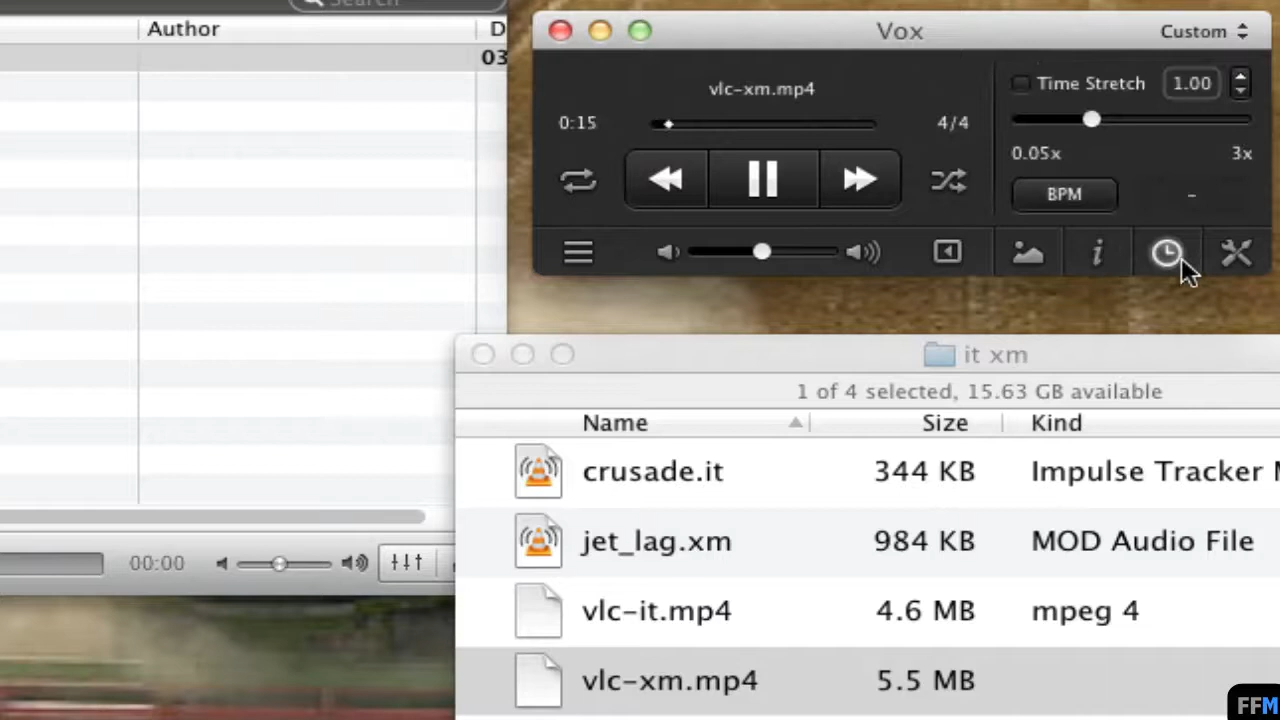 Search
Author
D
03
Vox
Custom
vlc-xm.mp4
Time Stretch
1.00
0:15
4/4
0.05x
3x
BPM
-
it xm
1 of 4 selected, 15.63 GB available
Name
Size
Kind
crusade.it
344 KB
Impulse Tracker M
jet_lag.xm
984 KB
MOD Audio File
00:00
vlc-it.mp4
4.6 MB
mpeg 4
vlc-xm.mp4
5.5 MB
FFM